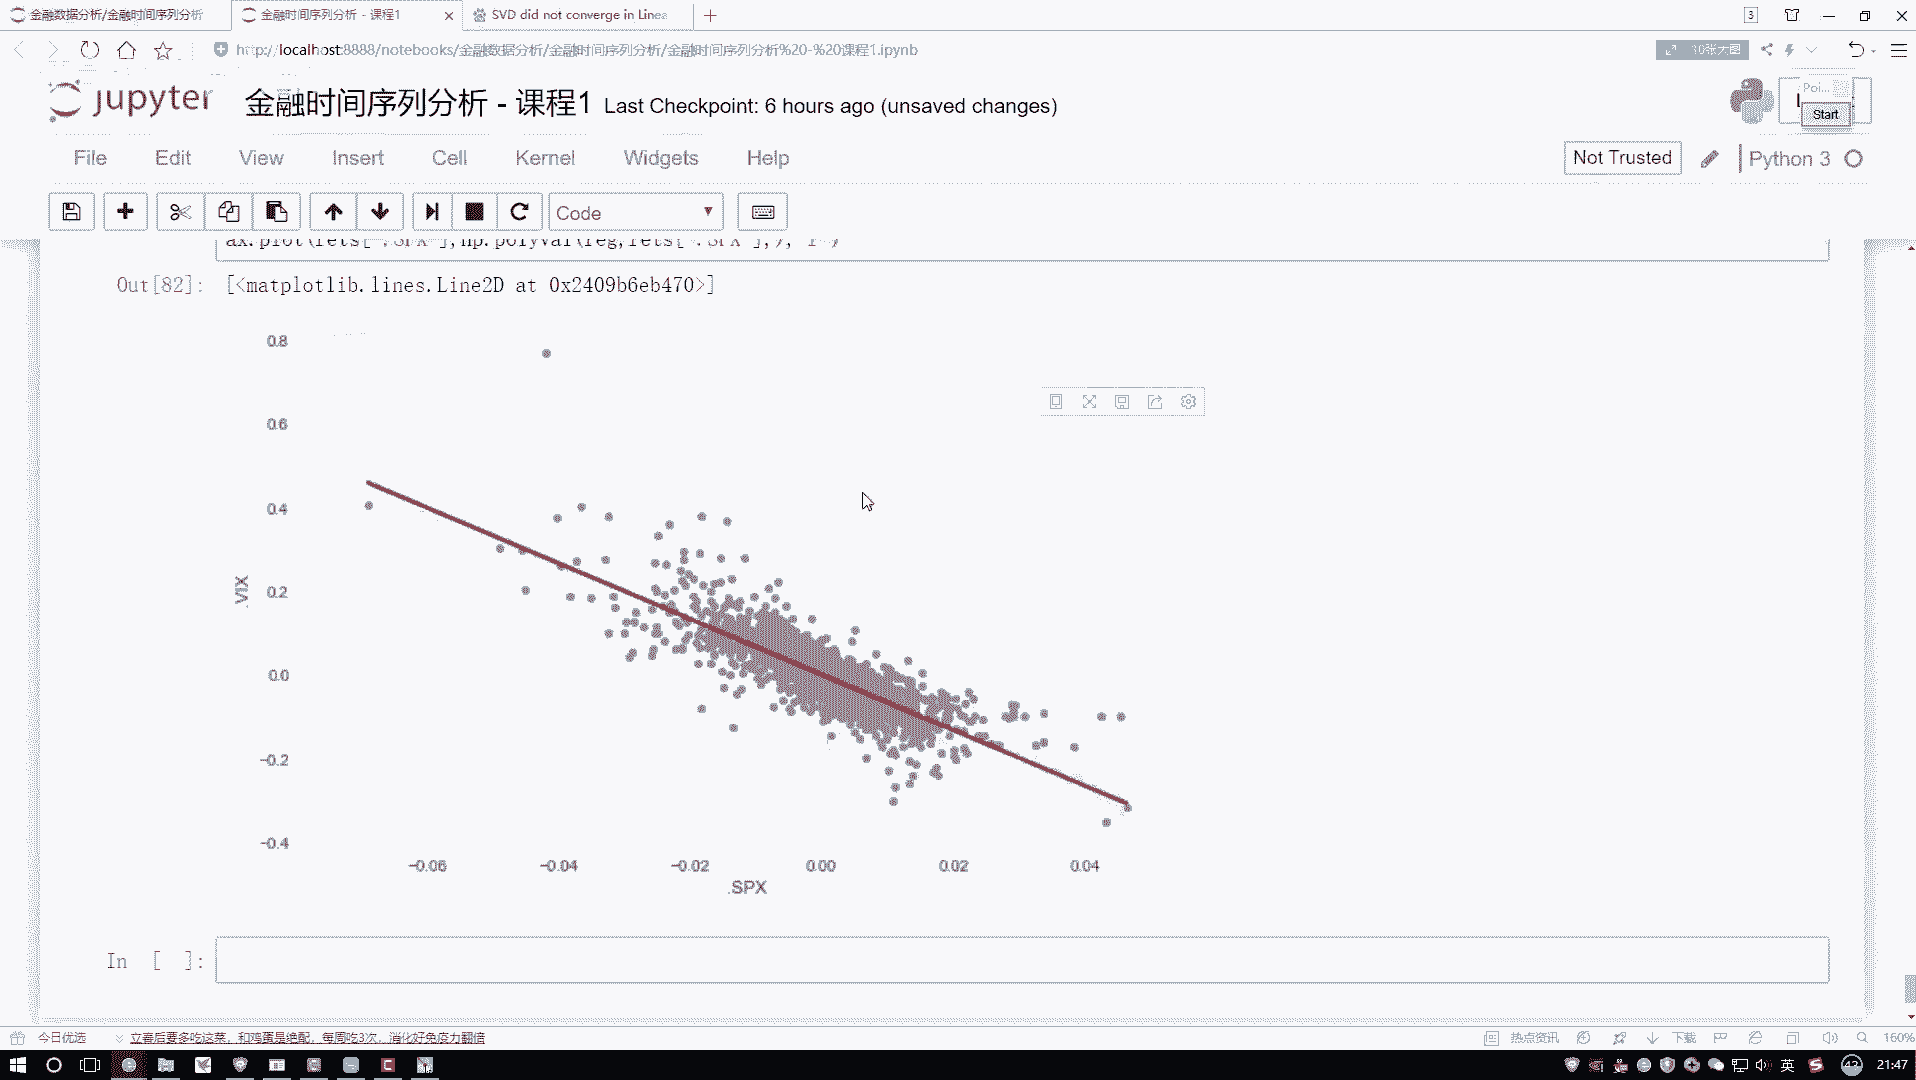 金融数据分析/金融时间序列分析
金融时间序列分析 - 课程1
SVD did not converge in Linea
3
http://localhost:8888/notebooks/金融数据分析/金融时间序列分析/金融时间序列分析%20-%20课程1.ipynb
10张大图
jupyter 金融时间序列分析 - 课程1 Last Checkpoint: 6 hours ago (unsaved changes)
Poi...
Start
File Edit View Insert Cell Kernel Widgets Help
Not Trusted
Python 3
Code
Out[82]: [<matplotlib.lines.Line2D at 0x2409b6eb470>]
0.8
0.6
0.4
0.2
0.0
−0.2
−0.4
.VIX
−0.06 −0.04 −0.02 0.00 0.02 0.04
.SPX
In [ ]:
今日优选
立春后要多吃这菜，和鸡蛋是绝配，每周吃3次，消化好免疫力翻倍
热点资讯
下载
160%
英
21:47